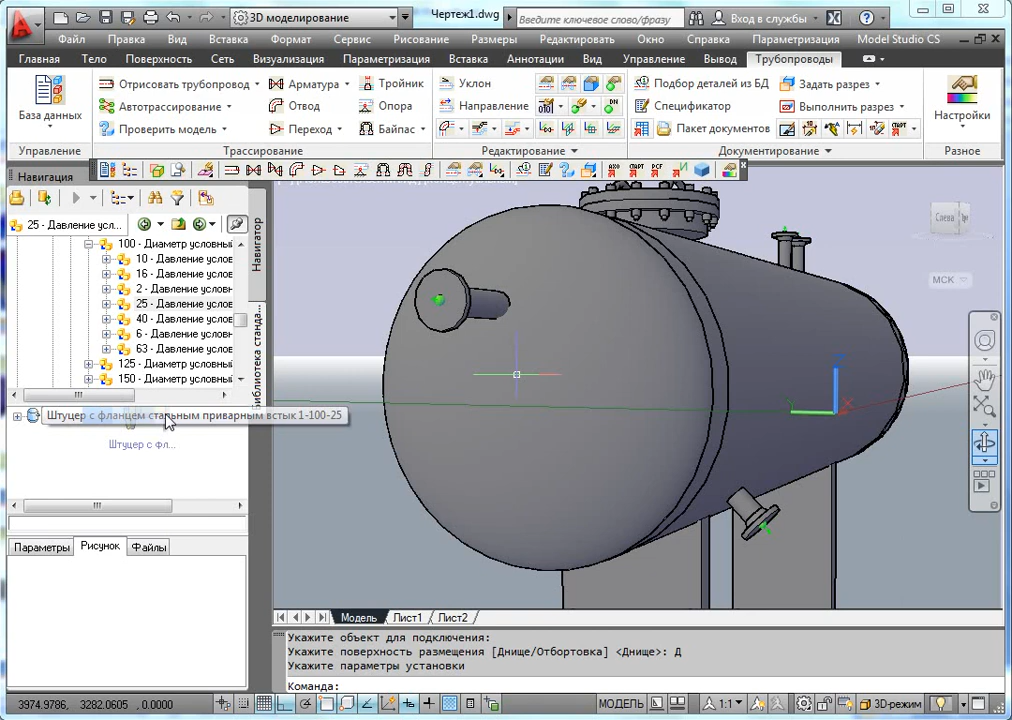 3D моделирование
Чертеж1.dwg
Введите ключевое слово/фразу
Вход в службы
Файл Правка Вид Вставка Формат Сервис Рисование Размеры Редактировать Окно Справка Параметризация Model Studio CS
Главная Тело Поверхность Сеть Визуализация Параметризация Вставка Аннотации Вид Управление Вывод Трубопроводы
База данных
Отрисовать трубопровод Арматура Тройник
Автотрассирование Отвод Опора
Проверить модель Переход Байпас
Уклон
Направление
Подбор деталей из БД Задать разрез
Спецификатор Выполнить разрез
Пакет документов
Настройки
Управление Трассирование Редактирование Документирование Разное
Навигация
25 - Давление усл...
100 - Диаметр условный
10 - Давление услов
16 - Давление услов
2 - Давление условн
25 - Давление услов
40 - Давление услов
6 - Давление условн
63 - Давление услов
125 - Диаметр условный
150 - Диаметр условный
Навигатор
Библиотека станда...
Штуцер с фланцем стальным приварным встык 1-100-25
Штуцер с фл...
Параметры Рисунок Файлы
Слева
МСК
Z
Y
X
Модель Лист1 Лист2
Укажите объект для подключения:
Укажите поверхность размещения [Днище/Отбортовка] <Днище>: Д
Укажите параметры установки
Команда:
3974.9786, 3282.0605, 0.0000
МОДЕЛЬ
1:1
3D-режим